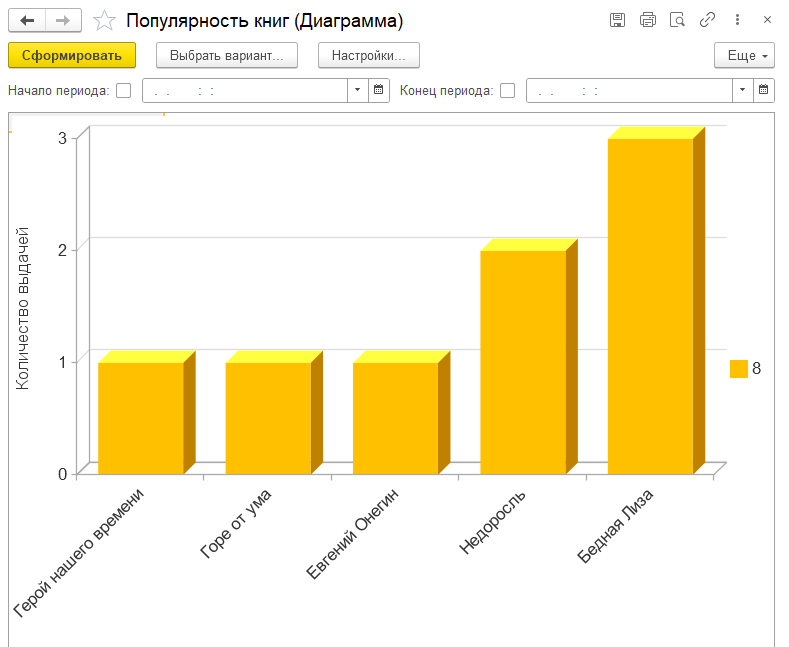 Популярность книг (Диаграмма)
Сформировать
Выбрать вариант...
Настройки...
Еще
Начало периода:
. . : :
Конец периода:
. . : :
Количество выдачей
3
2
1
0
8
Герой нашего времени
Горе от ума
Евгений Онегин
Недоросль
Бедная Лиза